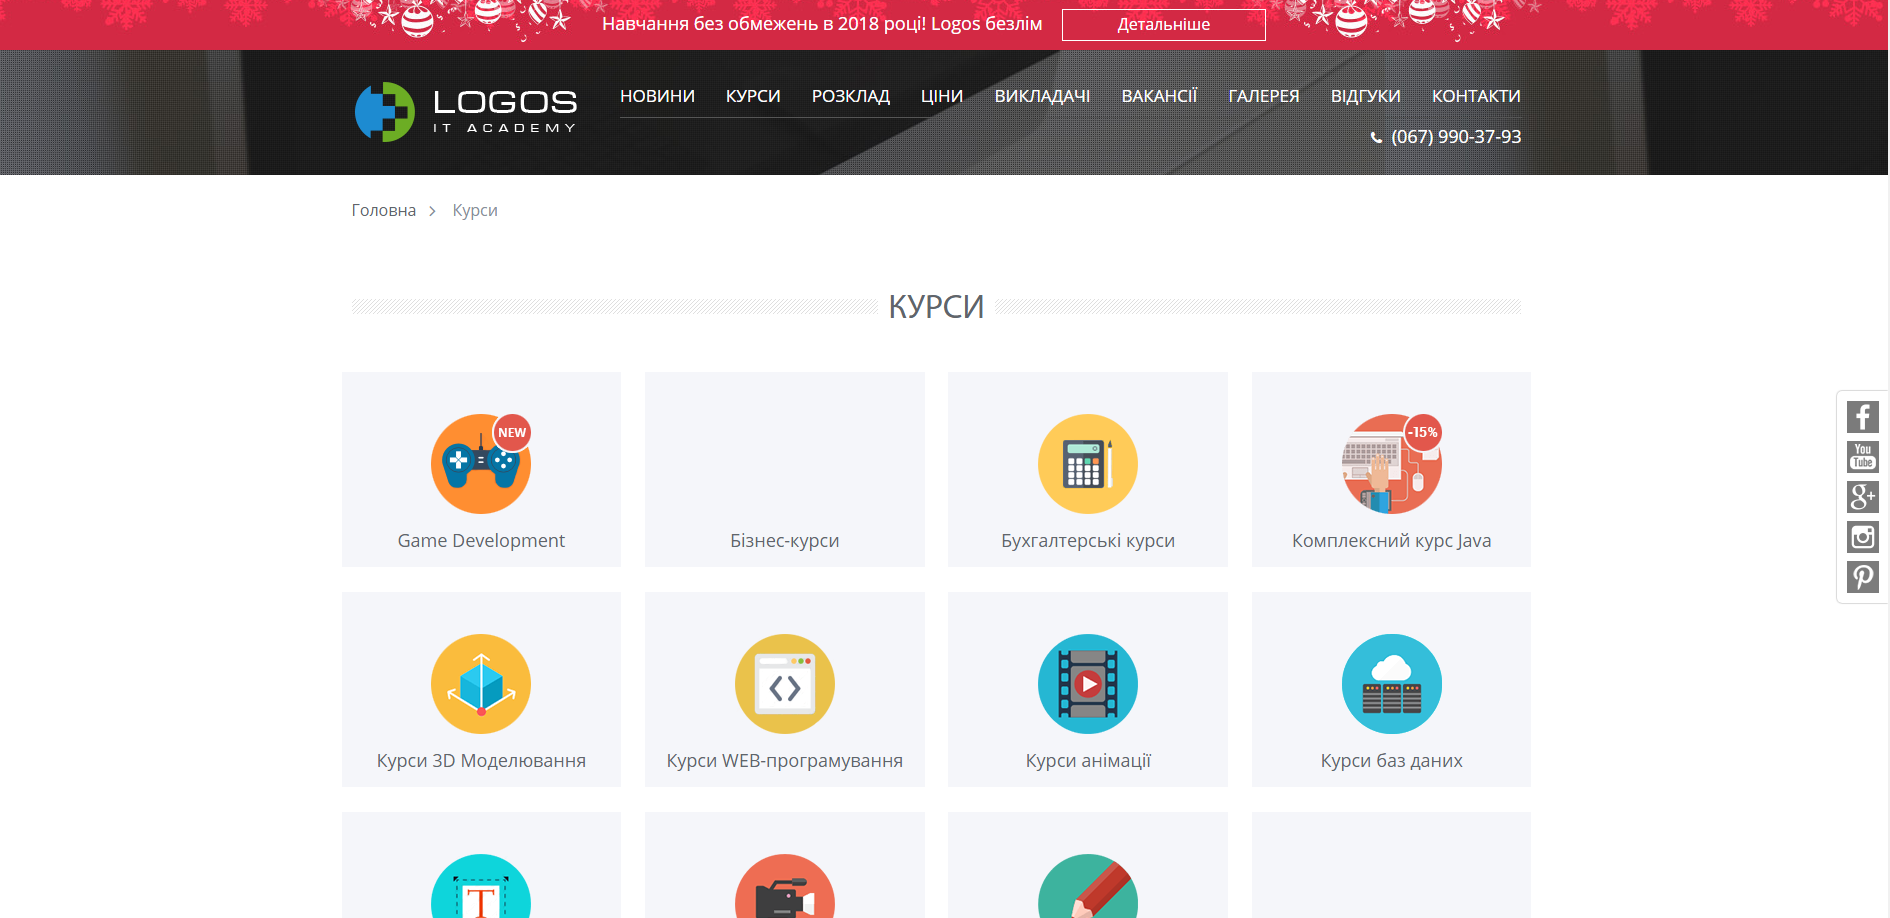 Навчання без обмежень в 2018 році! Logos безлім
Детальніше
LOGOS
IT ACADEMY
НОВИНИ КУРСИ РОЗКЛАД ЦІНИ ВИКЛАДАЧІ ВАКАНСІЇ ГАЛЕРЕЯ ВІДГУКИ КОНТАКТИ
(067) 990-37-93
Головна > Курси
КУРСИ
NEW
-15%
Game Development
Бізнес-курси
Бухгалтерські курси
Комплексний курс Java
You
Tube
g+
Курси 3D Моделювання
Курси WEB-програмування
Курси анімації
Курси баз даних
T